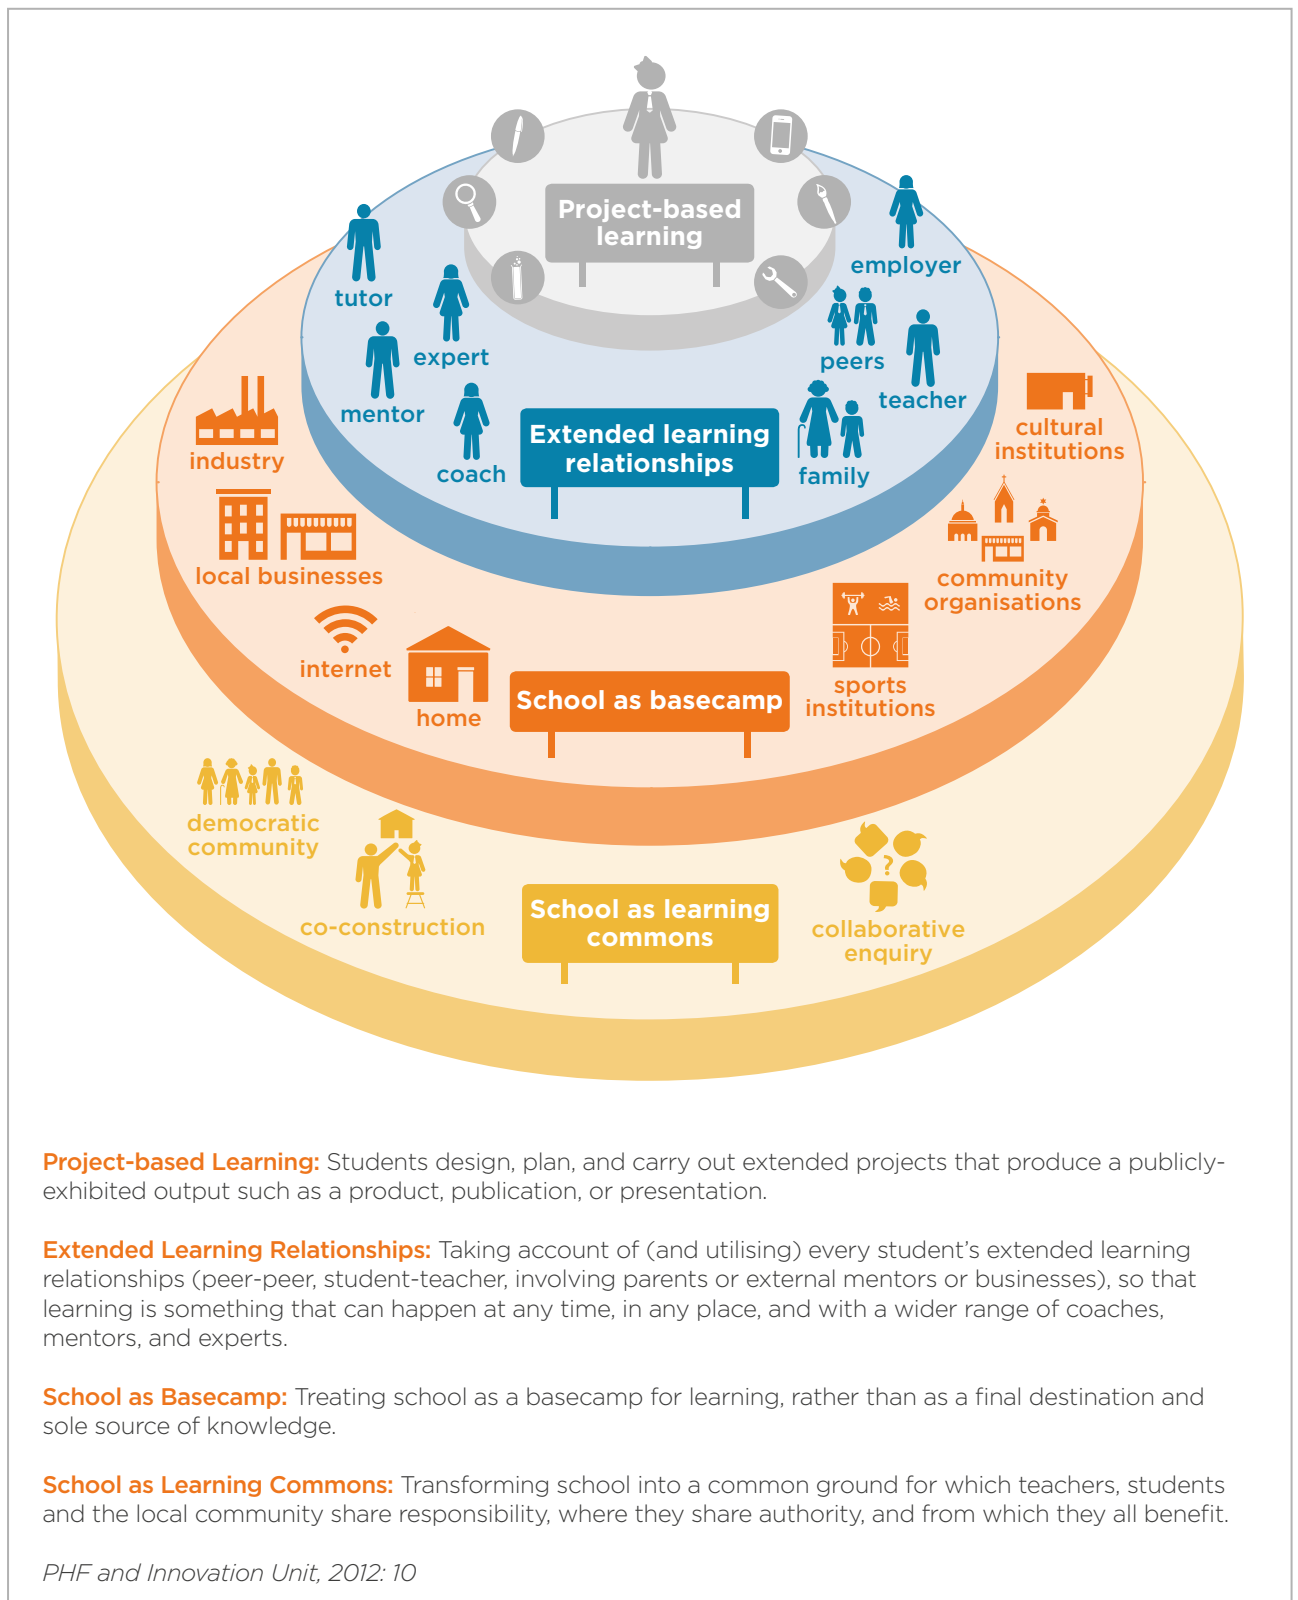 Project-based
learning
tutor
expert
mentor
coach
employer
peers
teacher
family
Extended learning
relationships
industry
local businesses
internet
home
cultural
institutions
community
organisations
sports
institutions
School as basecamp
democratic
community
co-construction
?
collaborative
enquiry
School as learning
commons
Project-based Learning: Students design, plan, and carry out extended projects that produce a publicly-
exhibited output such as a product, publication, or presentation.
Extended Learning Relationships: Taking account of (and utilising) every student’s extended learning
relationships (peer-peer, student-teacher, involving parents or external mentors or businesses), so that
learning is something that can happen at any time, in any place, and with a wider range of coaches,
mentors, and experts.
School as Basecamp: Treating school as a basecamp for learning, rather than as a final destination and
sole source of knowledge.
School as Learning Commons: Transforming school into a common ground for which teachers, students
and the local community share responsibility, where they share authority, and from which they all benefit.
PHF and Innovation Unit, 2012: 10